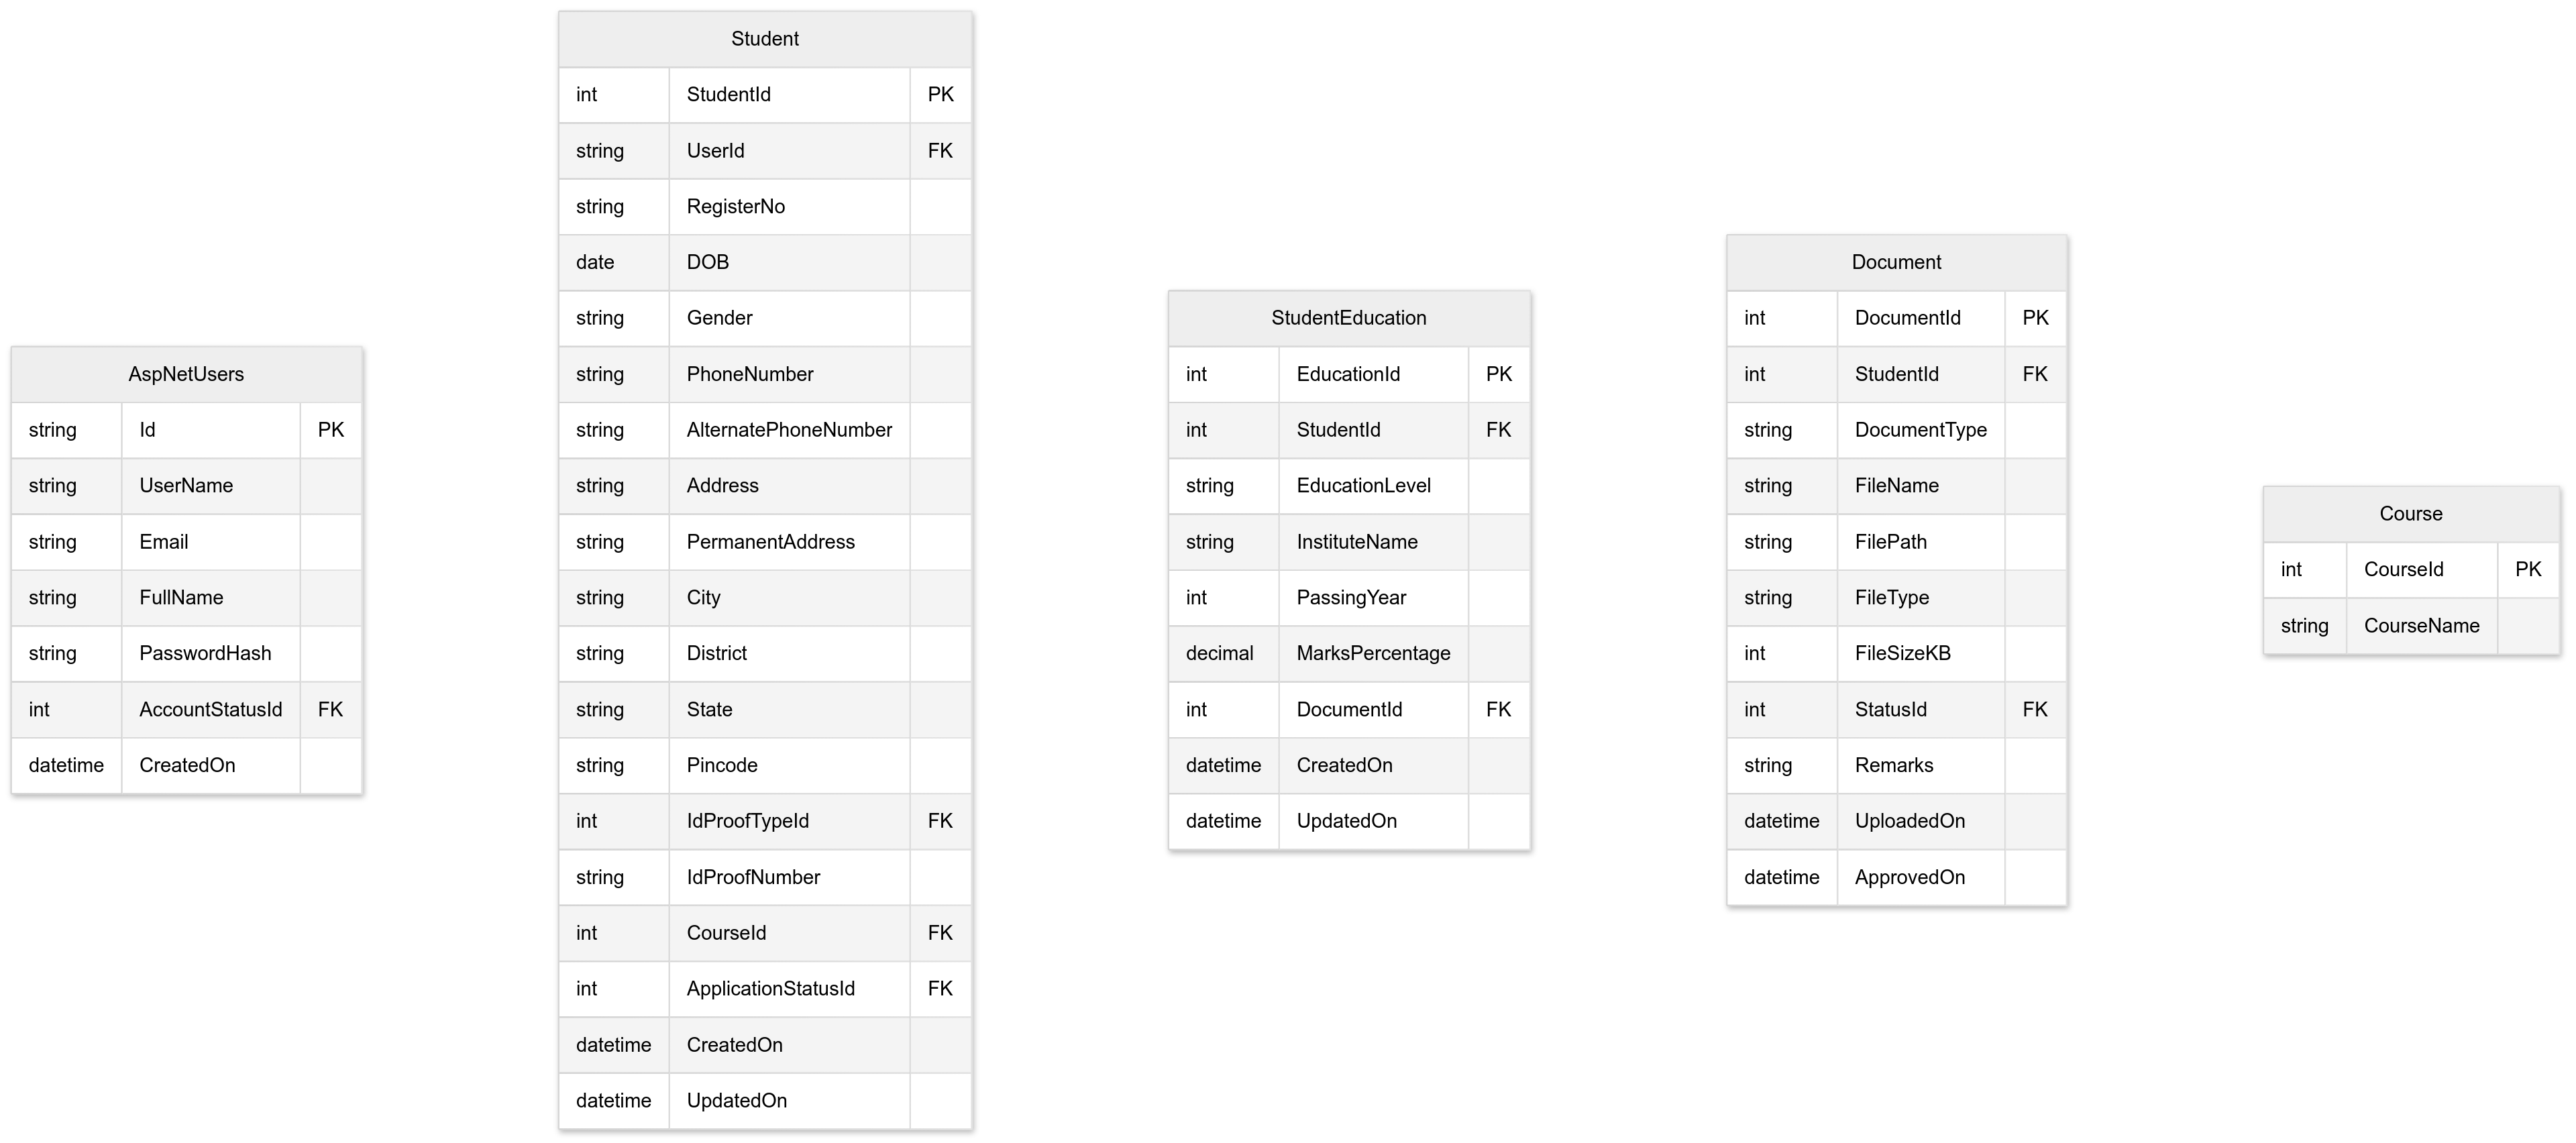 AspNetUsers
string Id PK
string UserName
string Email
string FullName
string PasswordHash
int AccountStatusId FK
datetime CreatedOn
Student
int StudentId PK
string UserId FK
string RegisterNo
date DOB
string Gender
string PhoneNumber
string AlternatePhoneNumber
string Address
string PermanentAddress
string City
string District
string State
string Pincode
int IdProofTypeId FK
string IdProofNumber
int CourseId FK
int ApplicationStatusId FK
datetime CreatedOn
datetime UpdatedOn
StudentEducation
int EducationId PK
int StudentId FK
string EducationLevel
string InstituteName
int PassingYear
decimal MarksPercentage
int DocumentId FK
datetime CreatedOn
datetime UpdatedOn
Document
int DocumentId PK
int StudentId FK
string DocumentType
string FileName
string FilePath
string FileType
int FileSizeKB
int StatusId FK
string Remarks
datetime UploadedOn
datetime ApprovedOn
Course
int CourseId PK
string CourseName